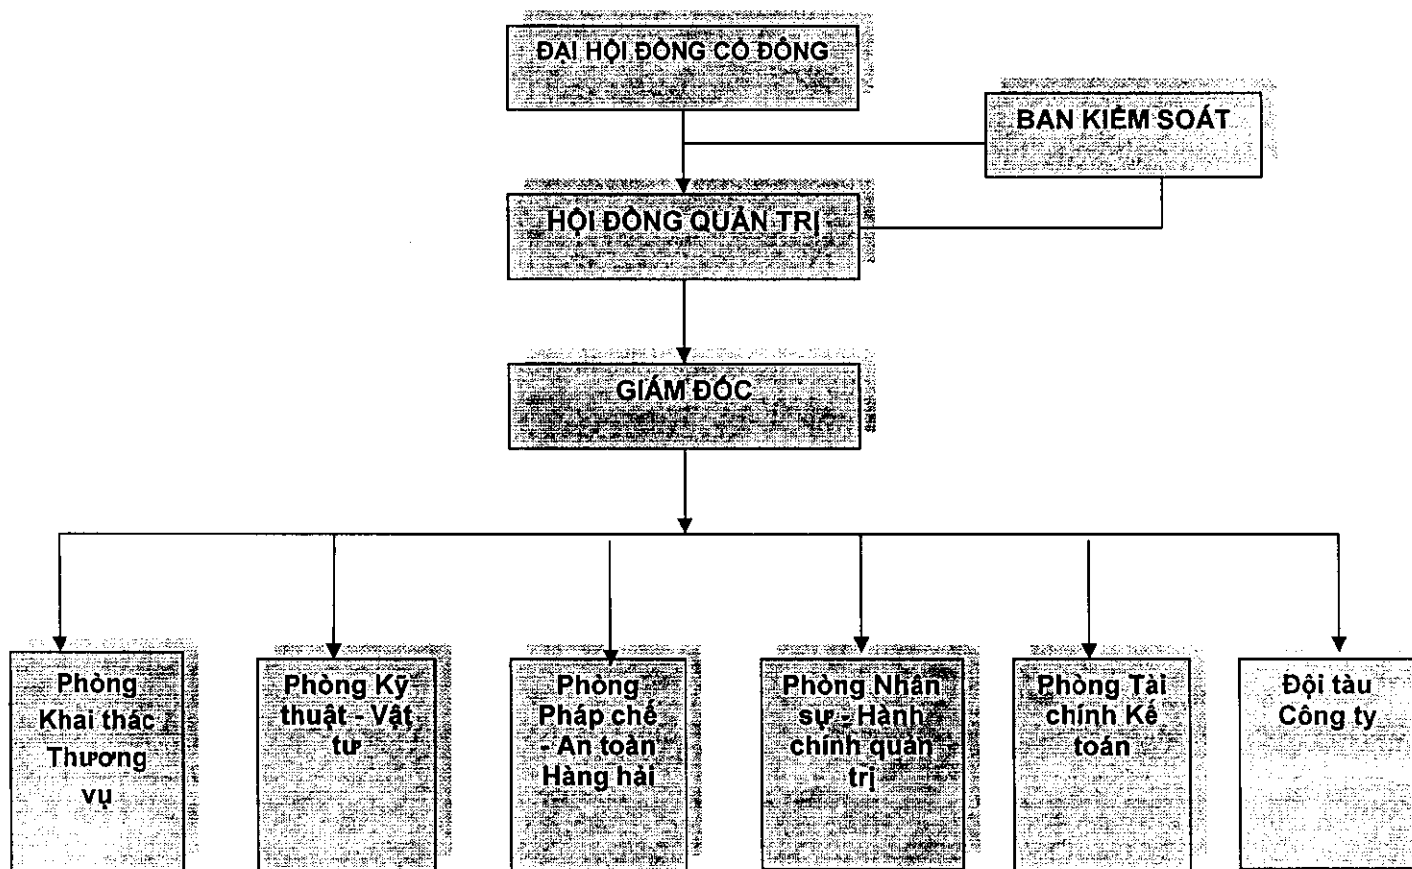 ĐẠI HỘI ĐỒNG CỔ ĐÔNG
BAN KIỂM SOÁT
HỘI ĐỒNG QUẢN TRỊ
GIÁM ĐỐC
Phòng
Khai thác
Thương
vụ
Phòng Kỹ
thuật - Vật
tư
Phòng
Pháp chế
- An toàn
Hàng hải
Phòng Nhân
sự - Hành
chính quản
trị
Phòng Tài
chính Kế
toán
Đội tàu
Công ty